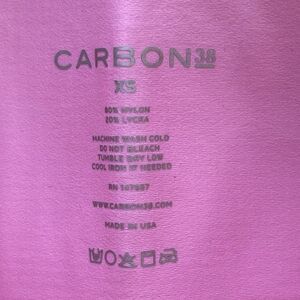 CARBON38
XS
80% NYLON
20% LYCRA
MACHINE WASH COLD
DO NOT BLEACH
TUMBLE DRY LOW
COOL IRON IF NEEDED
RN 147687
WWW.CARBON38.COM
MADE IN USA